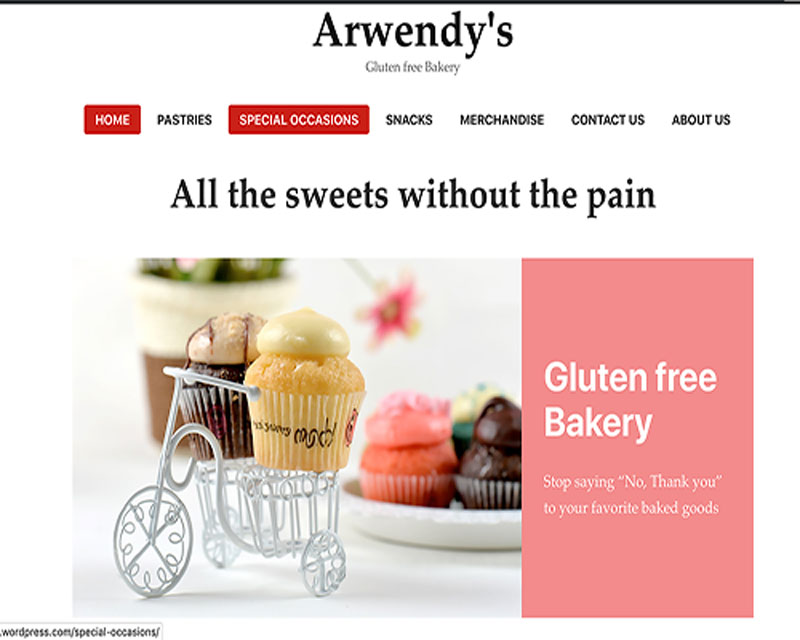 Arwendy's
Gluten free Bakery
HOME PASTRIES SPECIAL OCCASIONS SNACKS MERCHANDISE CONTACT US ABOUT US
All the sweets without the pain
Gluten free
Bakery
Stop saying “No, Thank you”
to your favorite baked goods
.wordpress.com/special-occasions/